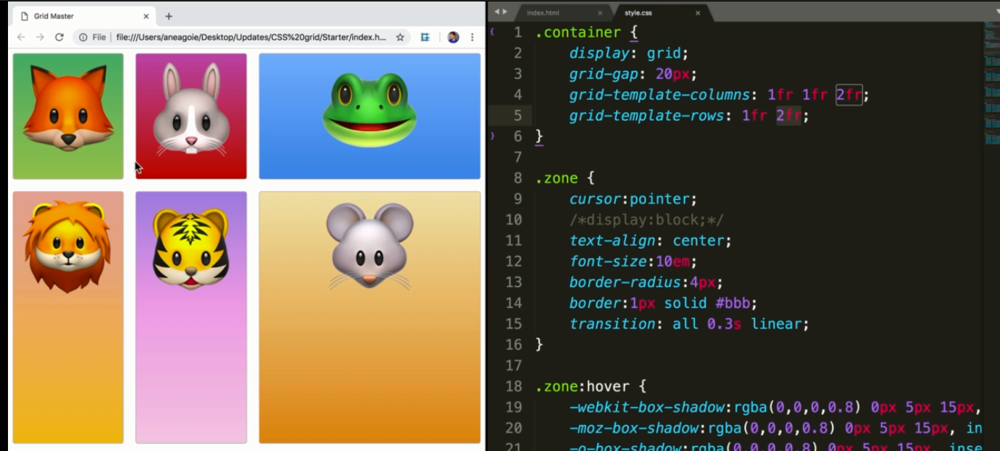 Grid Master
File
file:///Users/aneagoie/Desktop/Updates/CSS%20grid/Starter/index.h...
index.html
style.css
1 .container {
2 display: grid;
3 grid-gap: 20px;
4 grid-template-columns: 1fr 1fr 2fr;
5 grid-template-rows: 1fr 2fr;
6 }
7
8 .zone {
9 cursor:pointer;
10 /*display:block;*/
11 text-align: center;
12 font-size:10em;
13 border-radius:4px;
14 border:1px solid #bbb;
15 transition: all 0.3s linear;
16 }
17
18 .zone:hover {
19 -webkit-box-shadow:rgba(0,0,0,0.8) 0px 5px 15px,
20 -moz-box-shadow:rgba(0,0,0,0.8) 0px 5px 15px, in
21 -o-box-shadow:rgba(0,0,0,0.8) 0px 5px 15px, inse